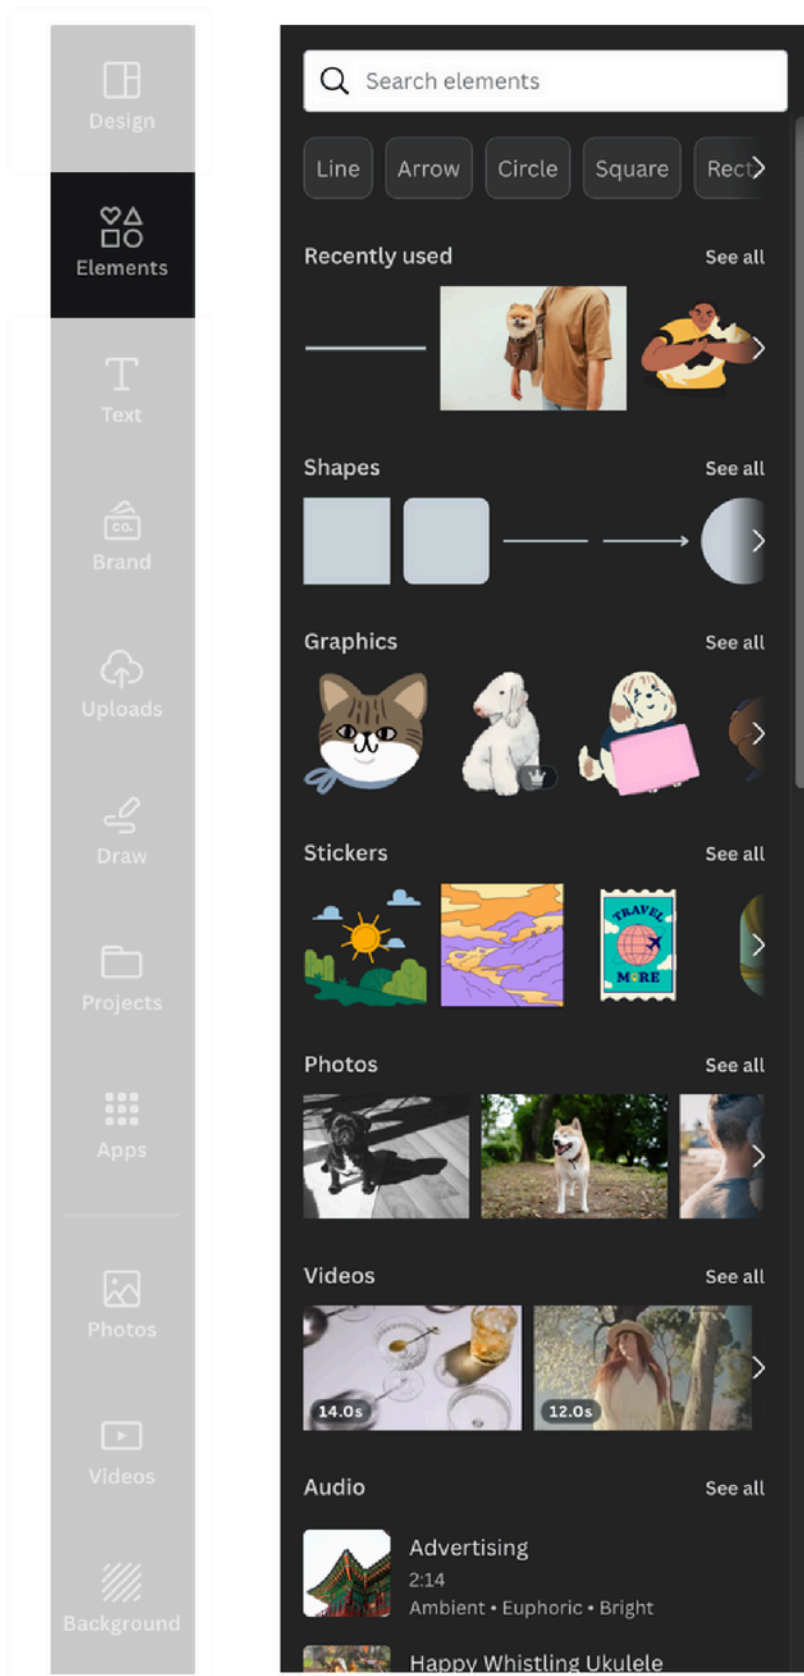 Design
Elements
Text
CO.
Brand
Uploads
Draw
Projects
Apps
Photos
Videos
Background
Search elements
Line
Arrow
Circle
Square
Rect
Recently used
See all
Shapes
See all
Graphics
See all
Stickers
See all
TRAVEL
MORE
Photos
See all
Videos
See all
14.0s
12.0s
Audio
See all
Advertising
2:14
Ambient • Euphoric • Bright
Happy Whistling Ukulele